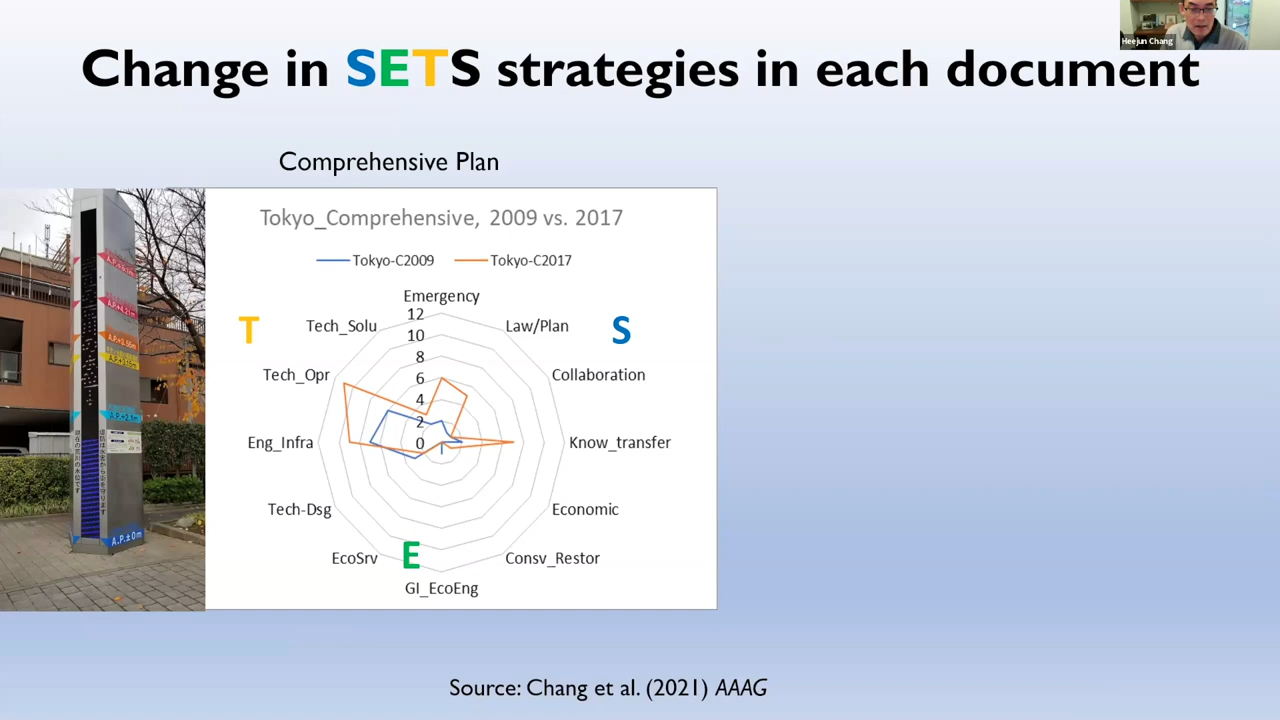 Heejun Chang
Change in SETS strategies in each document
Comprehensive Plan
Tokyo_Comprehensive, 2009 vs. 2017
Tokyo-C2009
Tokyo-C2017
Emergency
12
Tech_Solu
Law/Plan
T
S
10
8
Tech_Opr
Collaboration
6
4
2
Eng_Infra
0
Know_transfer
Tech-Dsg
Economic
EcoSrv
E
Consv_Restor
GI_EcoEng
A.P.±0m
Source: Chang et al. (2021) AAAG